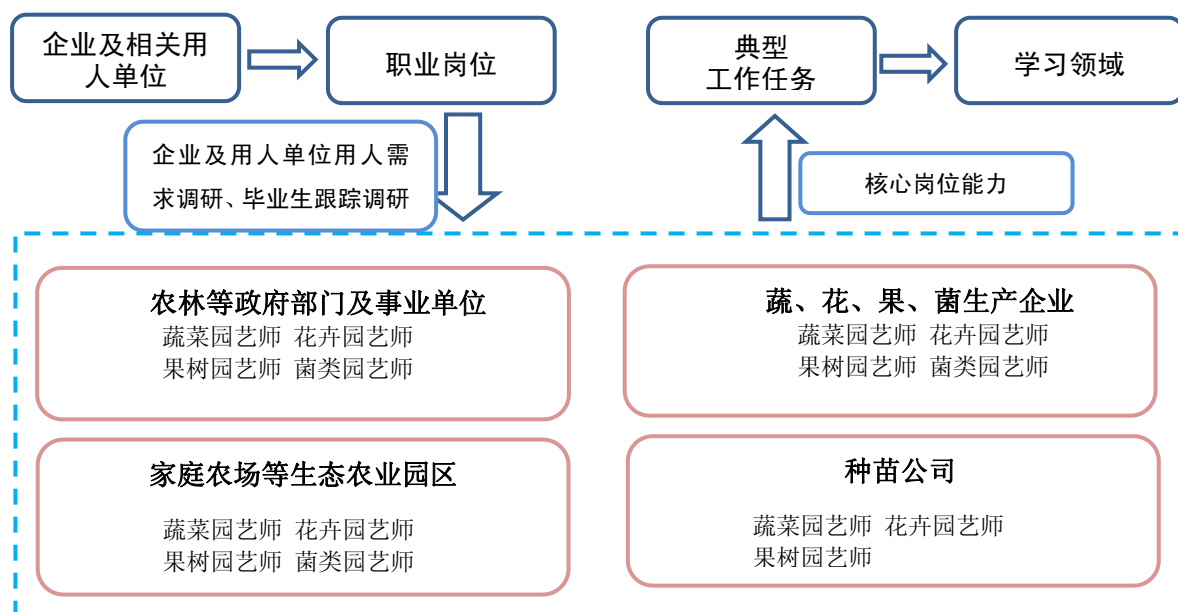 企业及相关用
人单位
职业岗位
典型
工作任务
学习领域
企业及用人单位用人需
求调研、毕业生跟踪调研
核心岗位能力
农林等政府部门及事业单位
蔬菜园艺师 花卉园艺师
果树园艺师 菌类园艺师
蔬、花、果、菌生产企业
蔬菜园艺师 花卉园艺师
果树园艺师 菌类园艺师
家庭农场等生态农业园区
蔬菜园艺师 花卉园艺师
果树园艺师 菌类园艺师
种苗公司
蔬菜园艺师 花卉园艺师
果树园艺师